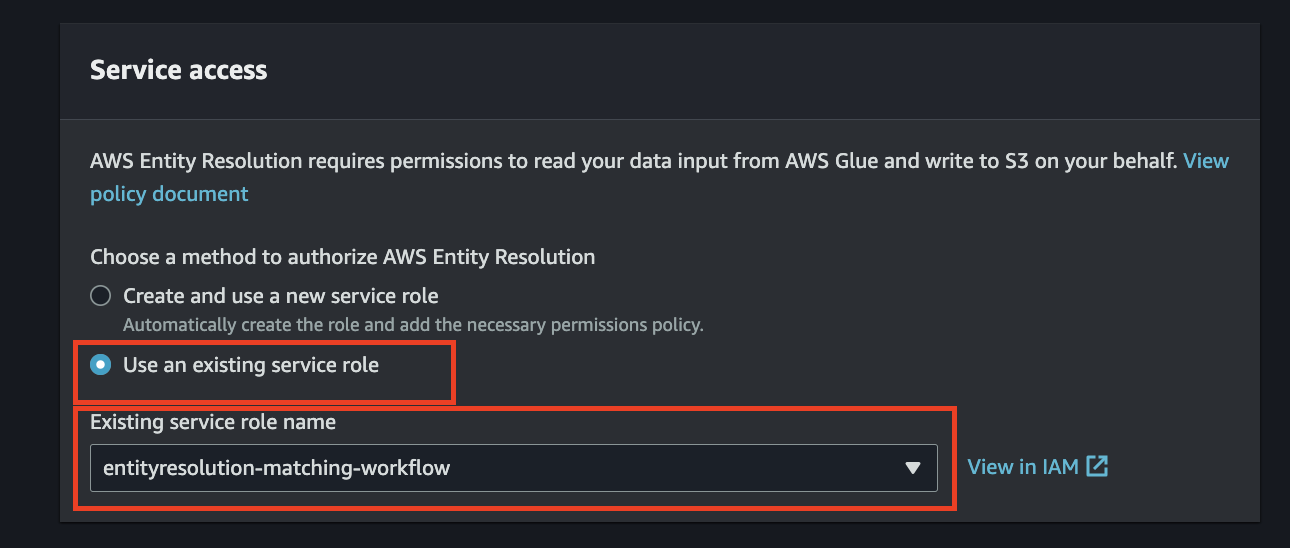 Service access
AWS Entity Resolution requires permissions to read your data input from AWS Glue and write to S3 on your behalf. View
policy document
Choose a method to authorize AWS Entity Resolution
Create and use a new service role
Automatically create the role and add the necessary permissions policy.
Use an existing service role
Existing service role name
entityresolution-matching-workflow
View in IAM